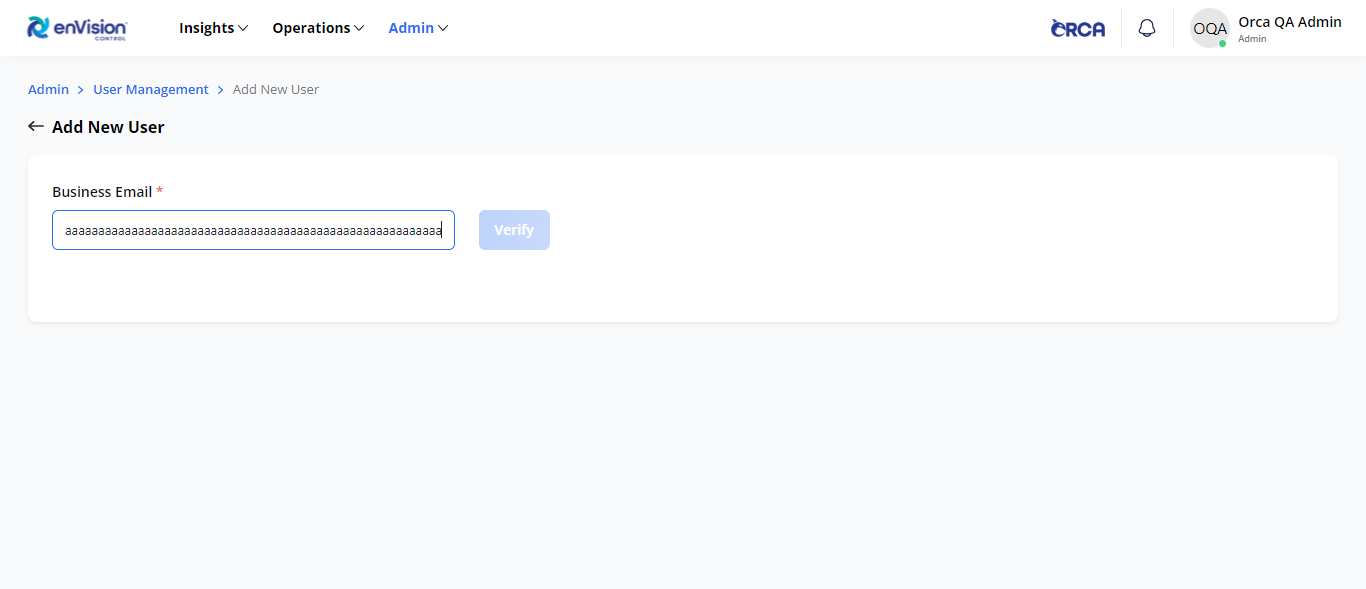 enVision
CONTROL
Insights
Operations
Admin
ORCA
OQA
Orca QA Admin
Admin
Admin > User Management > Add New User
← Add New User
Business Email *
aaaaaaaaaaaaaaaaaaaaaaaaaaaaaaaaaaaaaaaaaaaaaaaaaaaaaaaaa
Verify